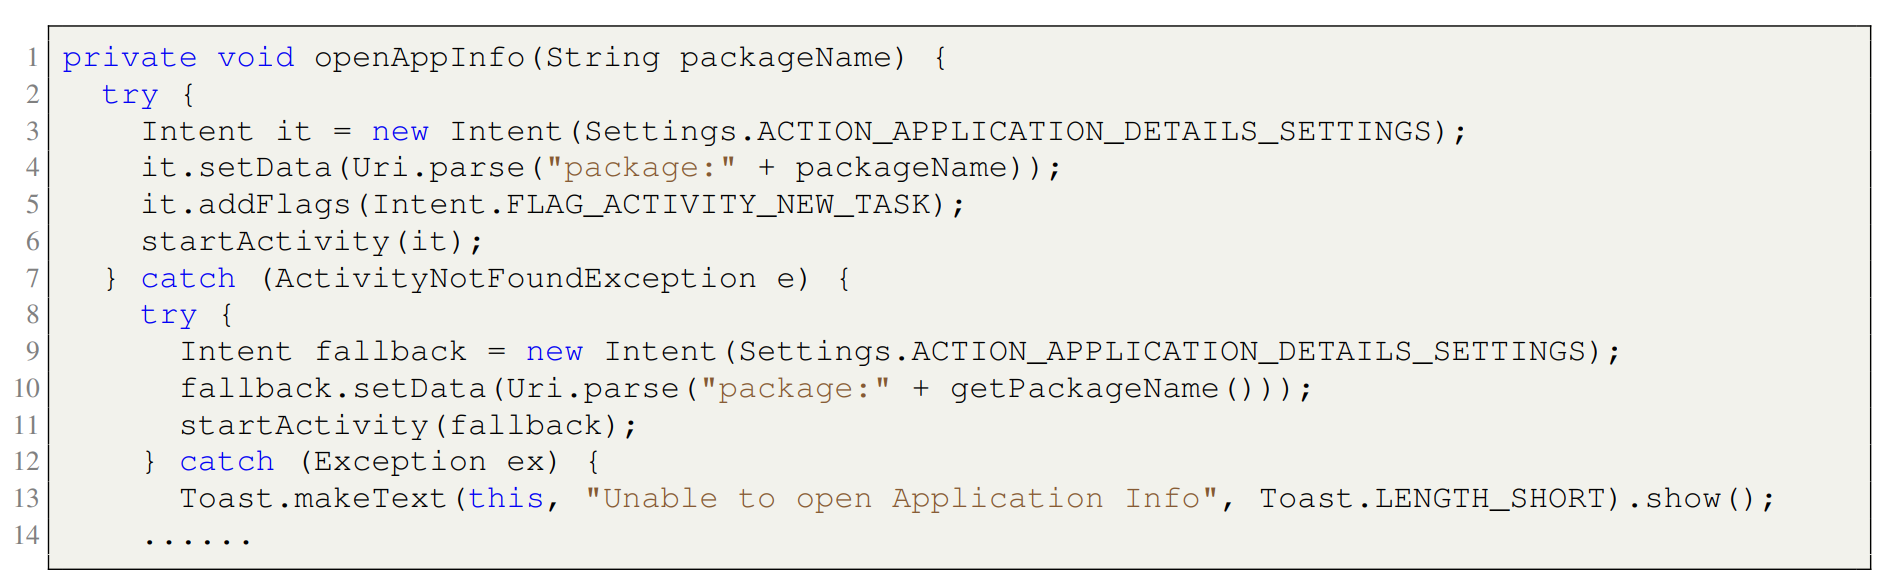 1 private void openAppInfo(String packageName) {
2 try {
3 Intent it = new Intent(Settings.ACTION_APPLICATION_DETAILS_SETTINGS);
4 it.setData(Uri.parse("package:" + packageName));
5 it.addFlags(Intent.FLAG_ACTIVITY_NEW_TASK);
6 startActivity(it);
7 } catch (ActivityNotFoundException e) {
8 try {
9 Intent fallback = new Intent(Settings.ACTION_APPLICATION_DETAILS_SETTINGS);
10 fallback.setData(Uri.parse("package:" + getPackageName()));
11 startActivity(fallback);
12 } catch (Exception ex) {
13 Toast.makeText(this, "Unable to open Application Info", Toast.LENGTH_SHORT).show();
14 ......